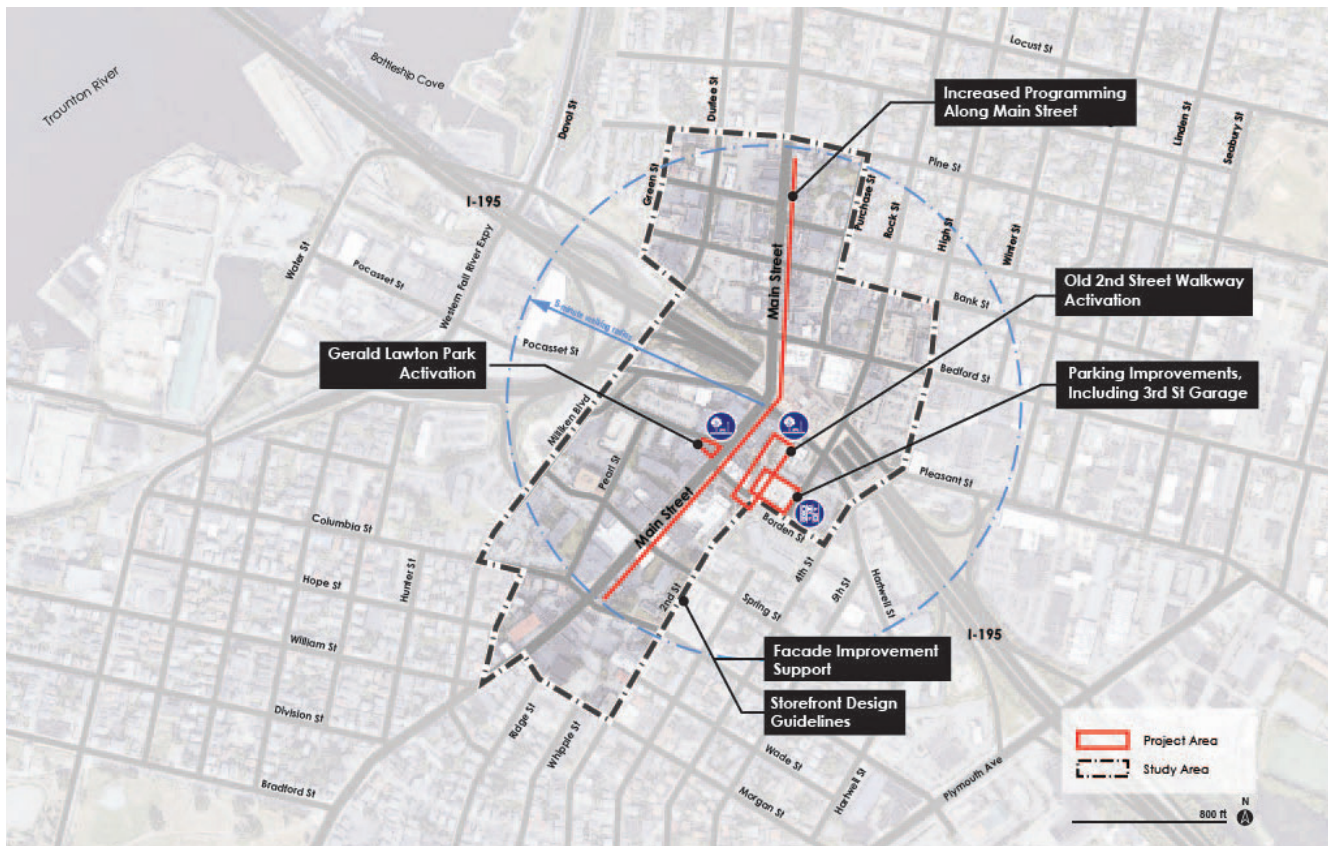 Locust St
Battleship Cove
Traunton River
Durfee St
Davol St
Increased Programming
Along Main Street
Linden St
Seabury St
Pine St
Green St
Purchase St
Rock St
High St
Winter St
I-195
Water St
Western Fall River Expy
Pocasset St
Main Street
Old 2nd Street Walkway
Activation
Bank St
5 minute walking radius
Pocasset St
Gerald Lawton Park
Activation
Bedford St
Parking Improvements,
Including 3rd St Garage
Milliken Blvd
Pearl St
Pleasant St
Main Street
Borden St
Columbia St
Hope St
Hunter St
2nd St
Spring St
4th St
5th St
Hartwell St
I-195
William St
Facade Improvement
Support
Storefront Design
Guidelines
Division St
Ridge St
Whipple St
Wade St
Hartwell St
Plymouth Ave
Bradford St
Morgan St
Project Area
Study Area
800 ft
N